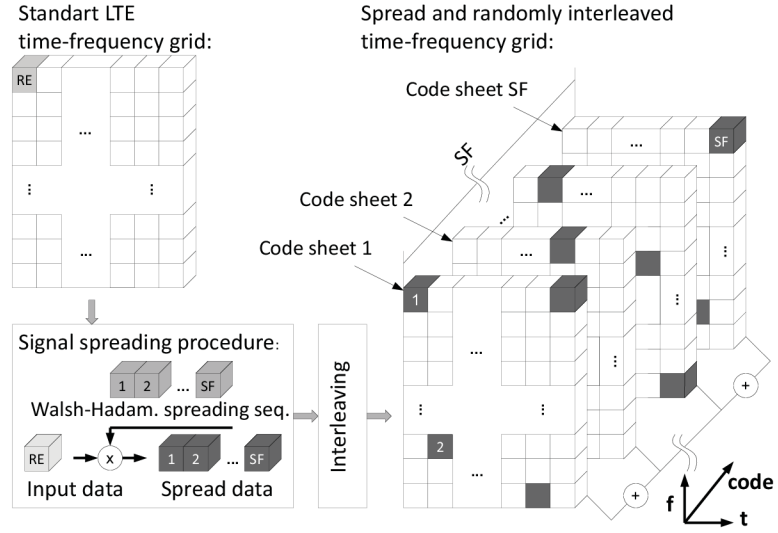 Standart LTE
time-frequency grid:
RE
...
...
...
...
Spread and randomly interleaved
time-frequency grid:
Code sheet SF
SF
...
SF
Code sheet 2
...
...
Code sheet 1
...
1
...
...
...
...
...
...
2
...
+
+
Signal spreading procedure:
1 2 ... SF
Walsh-Hadam. spreading seq.
RE
x
1 2 ... SF
Input data
Spread data
Interleaving
f
code
t